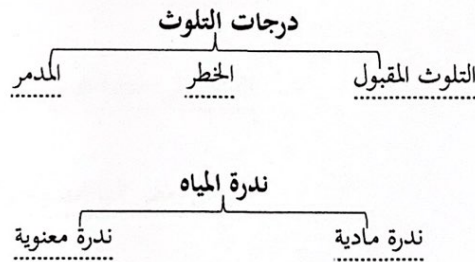 درجات التلوث
التلوث المقبول الخطر المدمر
ندرة المياه
ندرة مادية ندرة معنوية